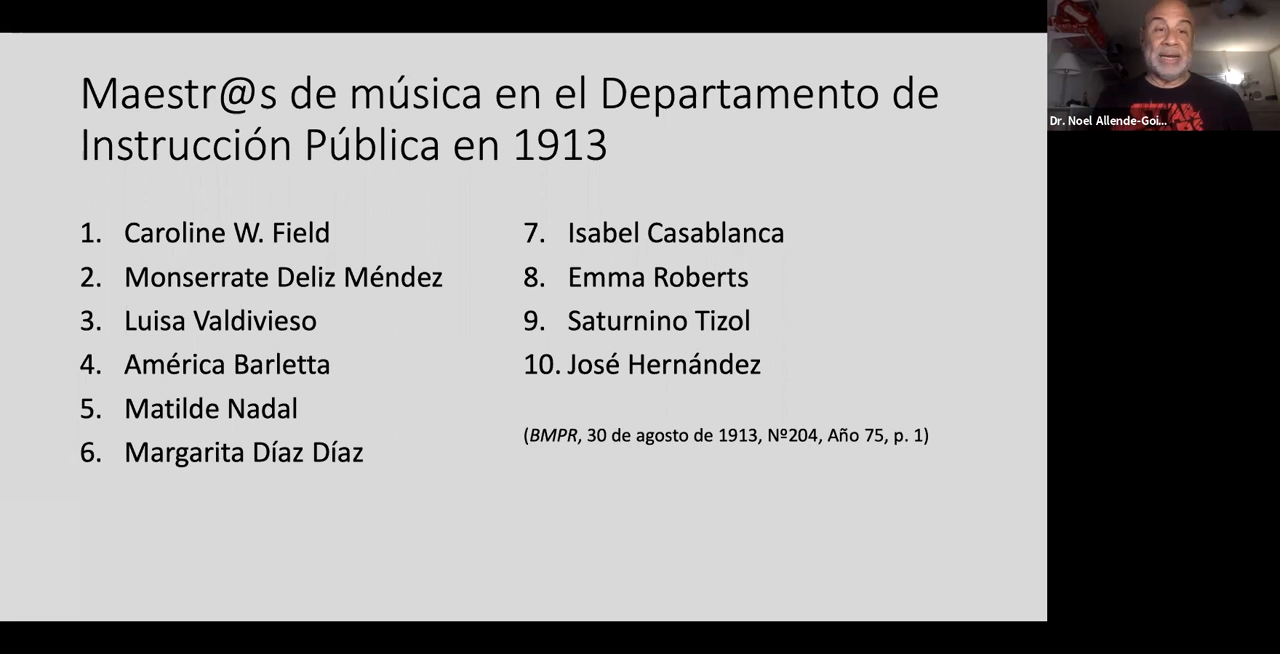 Maestr@s de música en el Departamento de
Instrucción Pública en 1913
1. Caroline W. Field
2. Monserrate Deliz Méndez
3. Luisa Valdivieso
4. América Barletta
5. Matilde Nadal
6. Margarita Díaz Díaz
7. Isabel Casablanca
8. Emma Roberts
9. Saturnino Tizol
10. José Hernández
(BMPR, 30 de agosto de 1913, Nº204, Año 75, p. 1)
Dr. Noel Allende-Goi...